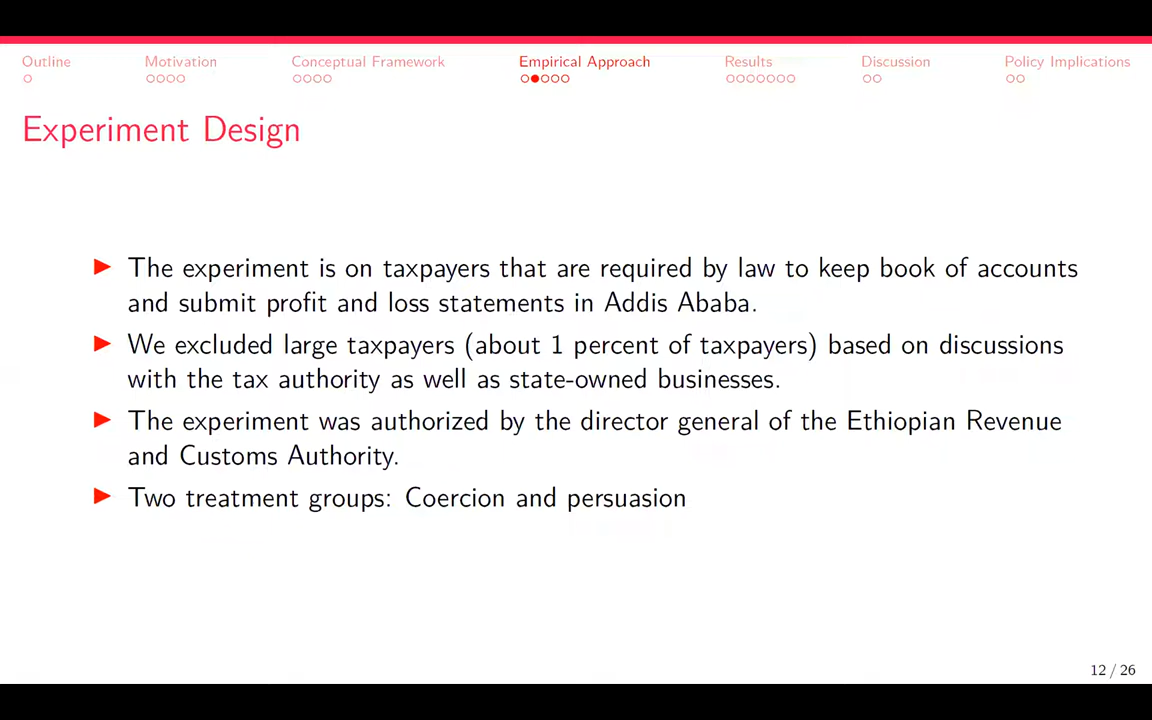 Outline Motivation Conceptual Framework Empirical Approach Results Discussion Policy Implications
Experiment Design
The experiment is on taxpayers that are required by law to keep book of accounts
and submit profit and loss statements in Addis Ababa.
We excluded large taxpayers (about 1 percent of taxpayers) based on discussions
with the tax authority as well as state-owned businesses.
The experiment was authorized by the director general of the Ethiopian Revenue
and Customs Authority.
Two treatment groups: Coercion and persuasion
12 / 26